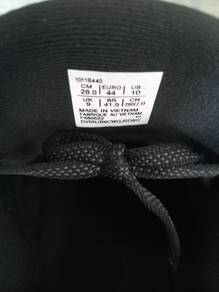 1011B440
CM EURO US
28.0 44 10
UK BR CN
9 41.5 280(2.5)
MADE IN VIETNAM
FABRIQUE AU VIETNAM